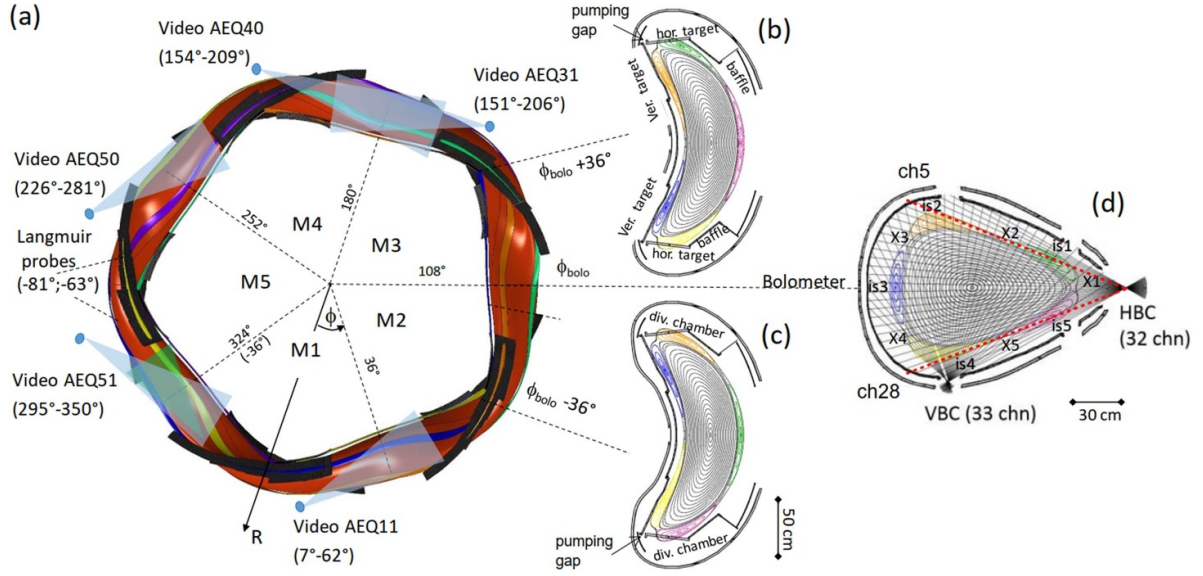 (a)
Video AEQ40
(154°-209°)
Video AEQ31
(151°-206°)
Video AEQ50
(226°-281°)
Langmuir
probes
(-81°;-63°)
Video AEQ51
(295°-350°)
Video AEQ11
(7°-62°)
R
ϕ
M1
M2
M3
M4
M5
36°
108°
180°
252°
324°
(-36°)
ϕbolo +36°
ϕbolo
ϕbolo -36°
(b)
pumping
gap
hor. target
baffle
Ver. target
Ver. target
baffle
hor. target
(c)
div. chamber
div. chamber
pumping
gap
50 cm
Bolometer
(d)
ch5
is2
X2
X3
is1
X1
is3
is5
X4
X5
is4
ch28
HBC
(32 chn)
VBC (33 chn)
30 cm